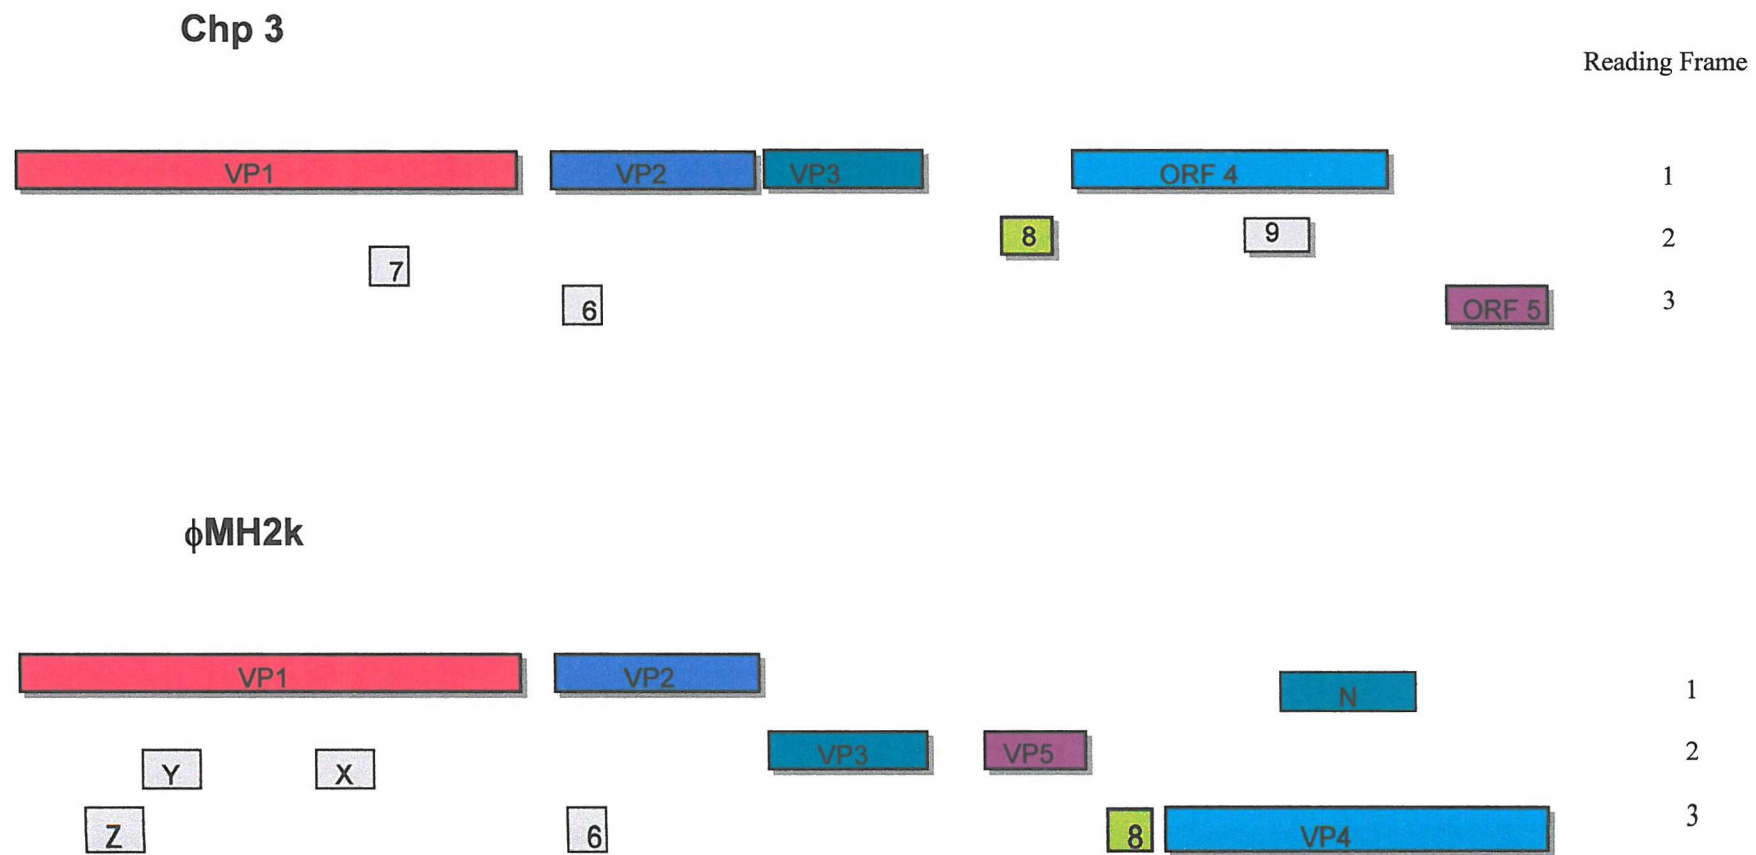 Chp 3
Reading Frame
VP1 VP2 VP3 ORF 4 1
8 9 2
7
6 ORF 5 3
ϕMH2k
VP1 VP2 N 1
VP3 VP5 2
Y X
Z 6 8 VP4 3